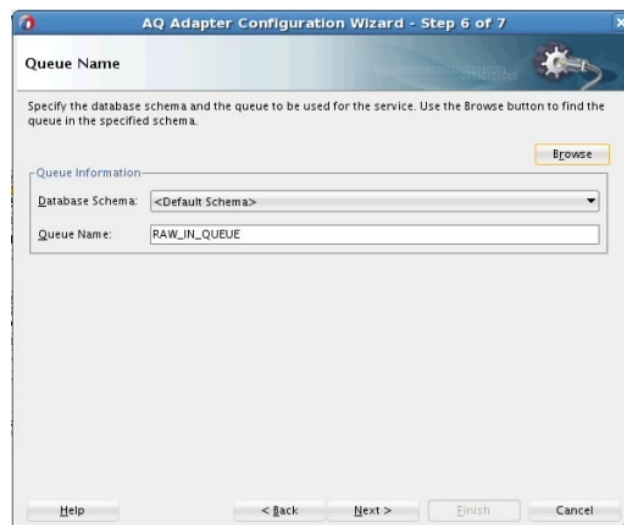 AQ Adapter Configuration Wizard - Step 6 of 7
Queue Name
Specify the database schema and the queue to be used for the service. Use the Browse button to find the
queue in the specified schema.
Browse
Queue Information
Database Schema: <Default Schema>
Queue Name: RAW_IN_QUEUE
Help < Back Next > Finish Cancel